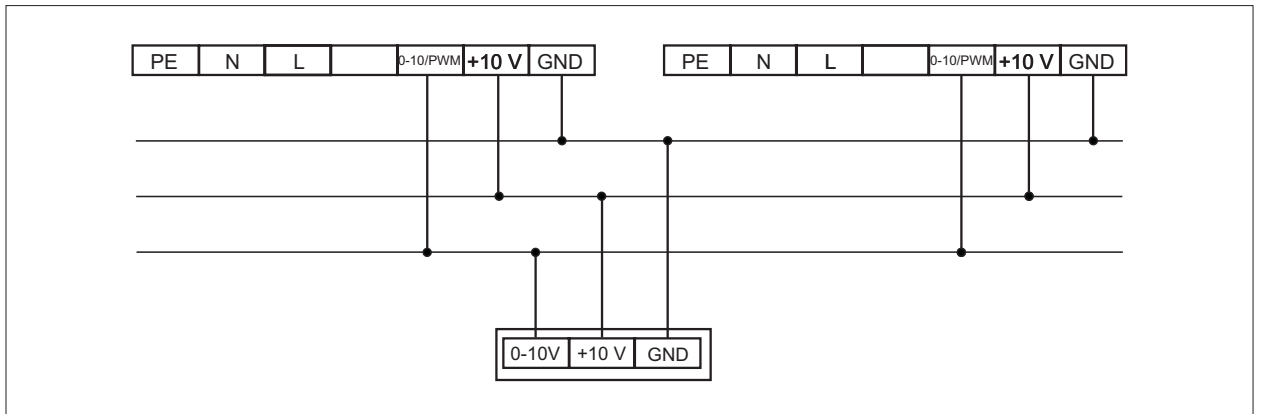 PE N L 0-10/PWM +10 V GND PE N L 0-10/PWM +10 V GND
0-10V +10 V GND